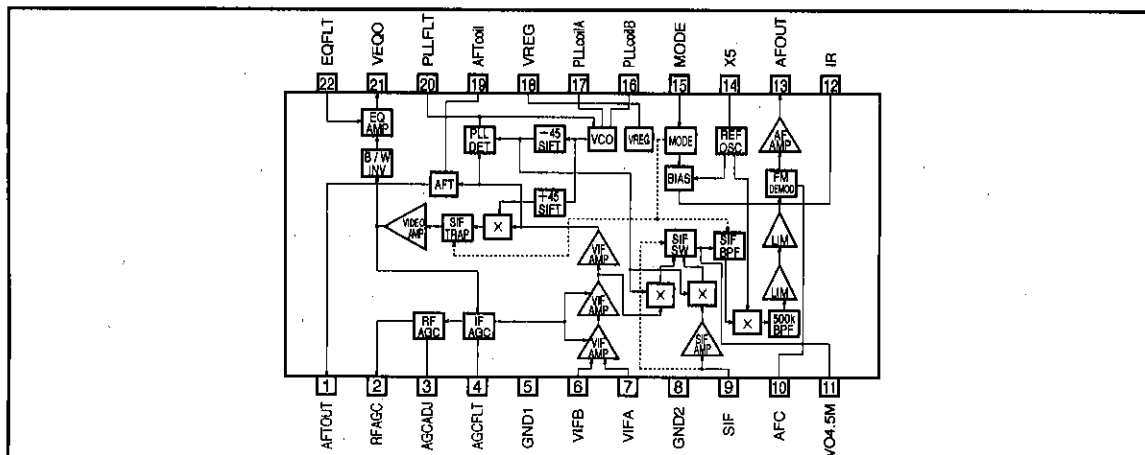 EQFLT
VEQO
PLLFLT
AFTcoil
VREG
PLLcoilA
PLLcoilB
MODE
X5
AFOUT
IR
22
21
20
19
18
17
16
15
14
13
12
EQ
AMP
PLL
DET
−45
SIFT
VCO
VREG
MODE
REF
OSC
AF
AMP
B / W
INV
AFT
+45
SIFT
BIAS
FM
DEMOD
VIDEO
AMP
SIF
TRAP
X
VIF
AMP
SIF
SW
SIF
BPF
LIM
VIF
AMP
X
X
LIM
RF
AGC
IF
AGC
VIF
AMP
SIF
AMP
X
500k
BPF
1
2
3
4
5
6
7
8
9
10
11
AFTOUT
RFAGC
AGCADJ
AGCFLT
GND1
VIFB
VIFA
GND2
SIF
AFC
VO4.5M